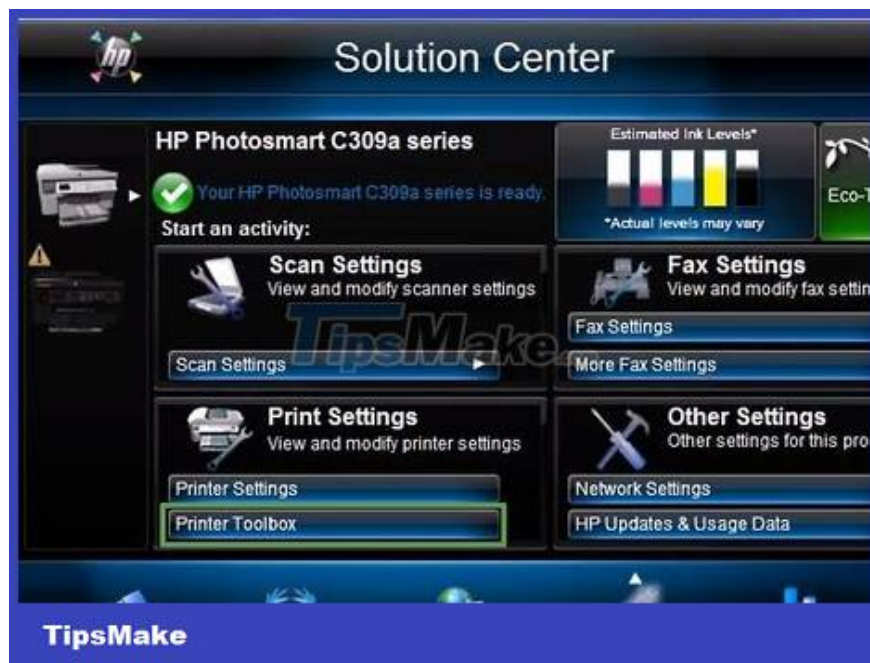 hp
Solution Center
HP Photosmart C309a series
Your HP Photosmart C309a series is ready.
Start an activity:
Estimated Ink Levels*
*Actual levels may vary
Eco-T
Scan Settings
View and modify scanner settings
Scan Settings
Fax Settings
View and modify fax settin
Fax Settings
More Fax Settings
TipsMake
Print Settings
View and modify printer settings
Printer Settings
Printer Toolbox
Other Settings
Other settings for this pro
Network Settings
HP Updates & Usage Data
TipsMake